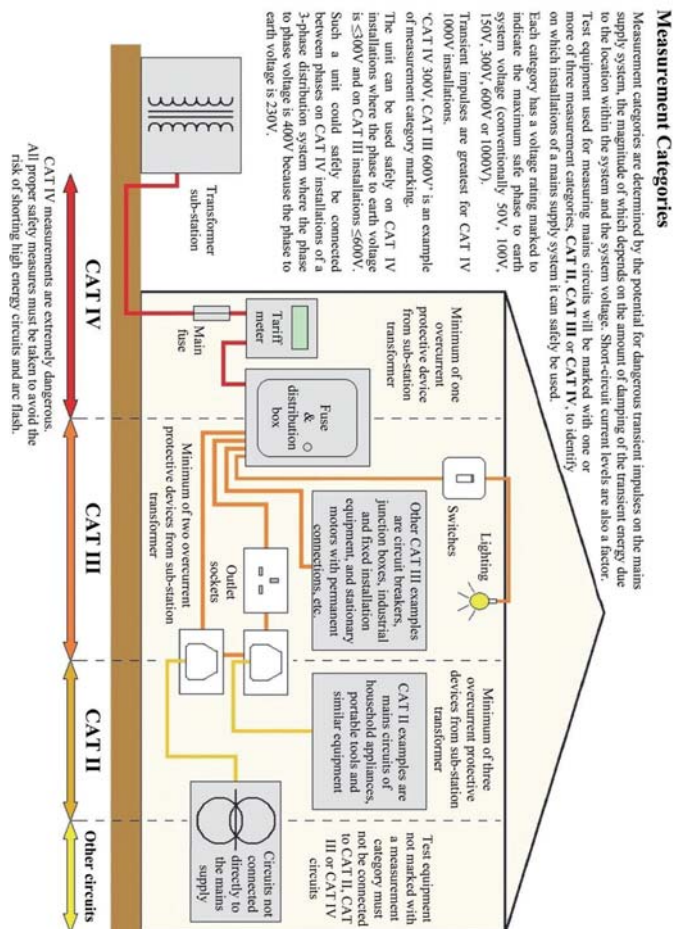 Measurement Categories
Measurement categories are determined by the potential for dangerous transient impulses on the mains
supply system, the magnitude of which depends on the amount of damping of the transient energy due
to the location within the system and the system voltage. Short-circuit current levels are also a factor.
Test equipment used for measuring mains circuits will be marked with one or
more of three measurement categories, CAT II, CAT III or CAT IV, to identify
on which installations of a mains supply system it can safely be used.
Each category has a voltage rating marked to
indicate the maximum safe phase to earth
system voltage (conventionally 50V, 100V,
150V, 300V, 600V or 1000V).
Transient impulses are greatest for CAT IV
1000V installations.
'CAT IV 300V, CAT III 600V' is an example
of measurement category marking.
The unit can be used safely on CAT IV
installations where the phase to earth voltage
is ≤300V and on CAT III installations ≤600V.
Such a unit could safely be connected
between phases on CAT IV installations of a
3-phase distribution system where the phase
to phase voltage is 400V because the phase to
earth voltage is 230V.
Transformer
sub-station
Minimum of one
overcurrent
protective device
from sub-station
transformer
Tariff
meter
Main
fuse
Fuse
&
distribution
box
Switches
Lighting
Other CAT III examples
are circuit breakers,
junction boxes, industrial
and fixed installation
equipment, and stationary
motors with permanent
connections, etc.
Outlet
sockets
Minimum of two overcurrent
protective devices from sub-station
transformer
Minimum of three
overcurrent protective
devices from sub-station
transformer
CAT II examples are
mains circuits of
household appliances,
portable tools and
similar equipment
Test equipment
not marked with
a measurement
category must
not be connected
to CAT II, CAT
III or CAT IV
circuits
Circuits not
connected
directly to
the mains
supply
CAT IV
CAT III
CAT II
Other circuits
CAT IV measurements are extremely dangerous.
All proper safety measures must be taken to avoid the
risk of shorting high energy circuits and arc flash.